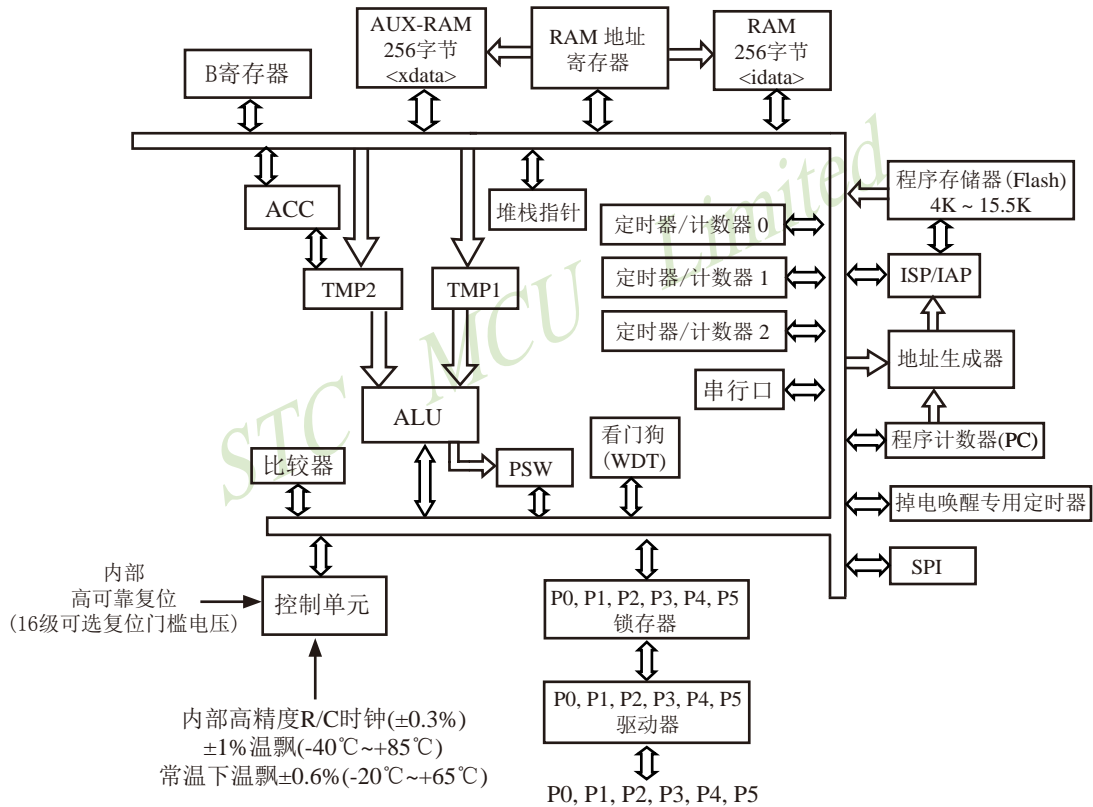 AUX-RAM
256字节
<xdata>
RAM 地址
寄存器
RAM
256字节
<idata>
B寄存器
ACC
堆栈指针
程序存储器(Flash)
4K ~ 15.5K
定时器/计数器 0
TMP2
TMP1
定时器/计数器 1
ISP/IAP
定时器/计数器 2
地址生成器
串行口
ALU
看门狗
(WDT)
程序计数器(PC)
比较器
PSW
掉电唤醒专用定时器
SPI
内部
高可靠复位
(16级可选复位门槛电压)
控制单元
P0, P1, P2, P3, P4, P5
锁存器
P0, P1, P2, P3, P4, P5
驱动器
内部高精度R/C时钟(±0.3%)
±1%温飘(-40℃~+85℃)
常温下温飘±0.6%(-20℃~+65℃)
P0, P1, P2, P3, P4, P5
STC MCU Limited